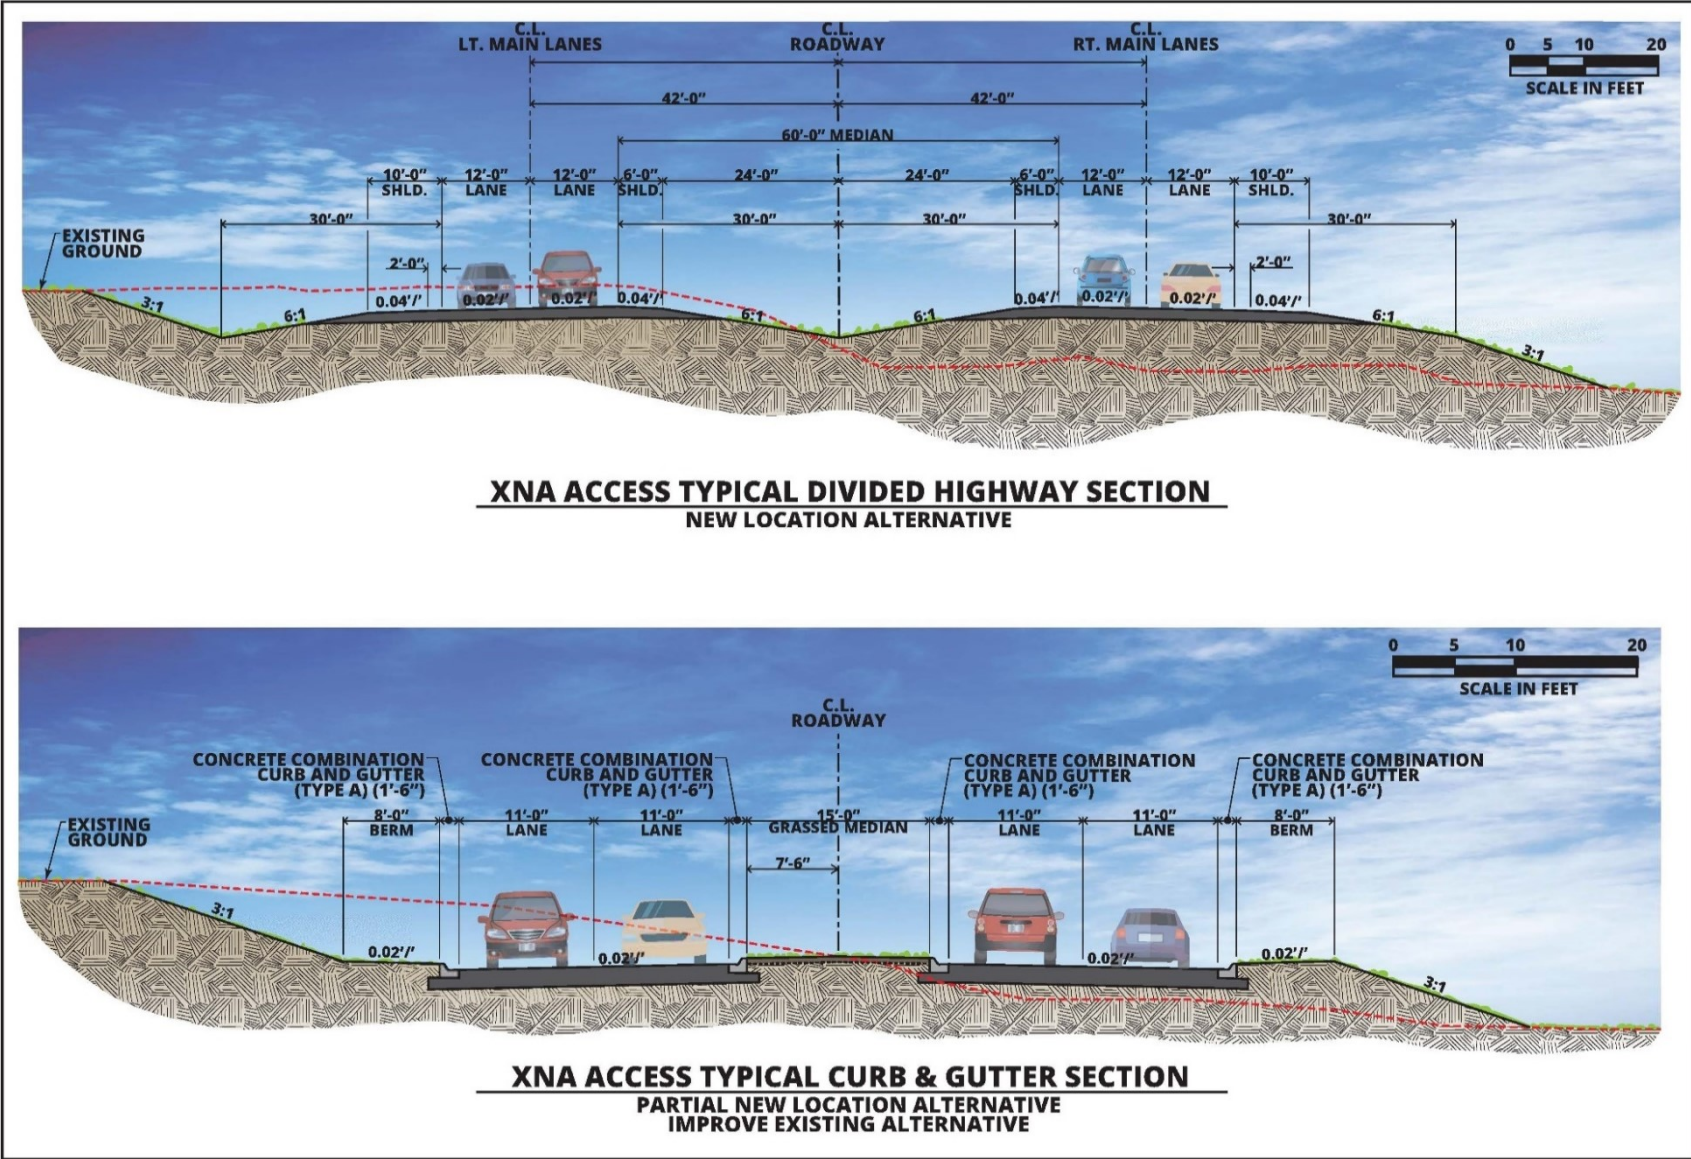 C.L.
LT. MAIN LANES
C.L.
ROADWAY
C.L.
RT. MAIN LANES
0 5 10 20
SCALE IN FEET
42'-0" 42'-0"
60'-0" MEDIAN
10'-0" 12'-0" 12'-0" 6'-0" 24'-0" 24'-0" 6'-0" 12'-0" 12'-0" 10'-0"
SHLD. LANE LANE SHLD. SHLD. LANE LANE SHLD.
30'-0" 30'-0" 30'-0" 30'-0"
EXISTING
GROUND
2'-0" 2'-0"
3:1 6:1 0.04'/' 0.02'/' 0.02'/' 0.04'/' 6:1 6:1 0.04'/' 0.02'/' 0.02'/' 0.04'/' 6:1 3:1
XNA ACCESS TYPICAL DIVIDED HIGHWAY SECTION
NEW LOCATION ALTERNATIVE
0 5 10 20
SCALE IN FEET
C.L.
ROADWAY
CONCRETE COMBINATION
CURB AND GUTTER
(TYPE A) (1'-6")
CONCRETE COMBINATION
CURB AND GUTTER
(TYPE A) (1'-6")
CONCRETE COMBINATION
CURB AND GUTTER
(TYPE A) (1'-6")
CONCRETE COMBINATION
CURB AND GUTTER
(TYPE A) (1'-6")
8'-0" 11'-0" 11'-0" 15'-0" 11'-0" 11'-0" 8'-0"
BERM LANE LANE GRASSED MEDIAN LANE LANE BERM
EXISTING
GROUND
7'-6"
3:1 0.02'/' 0.02'/' 0.02'/' 0.02'/' 3:1
XNA ACCESS TYPICAL CURB & GUTTER SECTION
PARTIAL NEW LOCATION ALTERNATIVE
IMPROVE EXISTING ALTERNATIVE